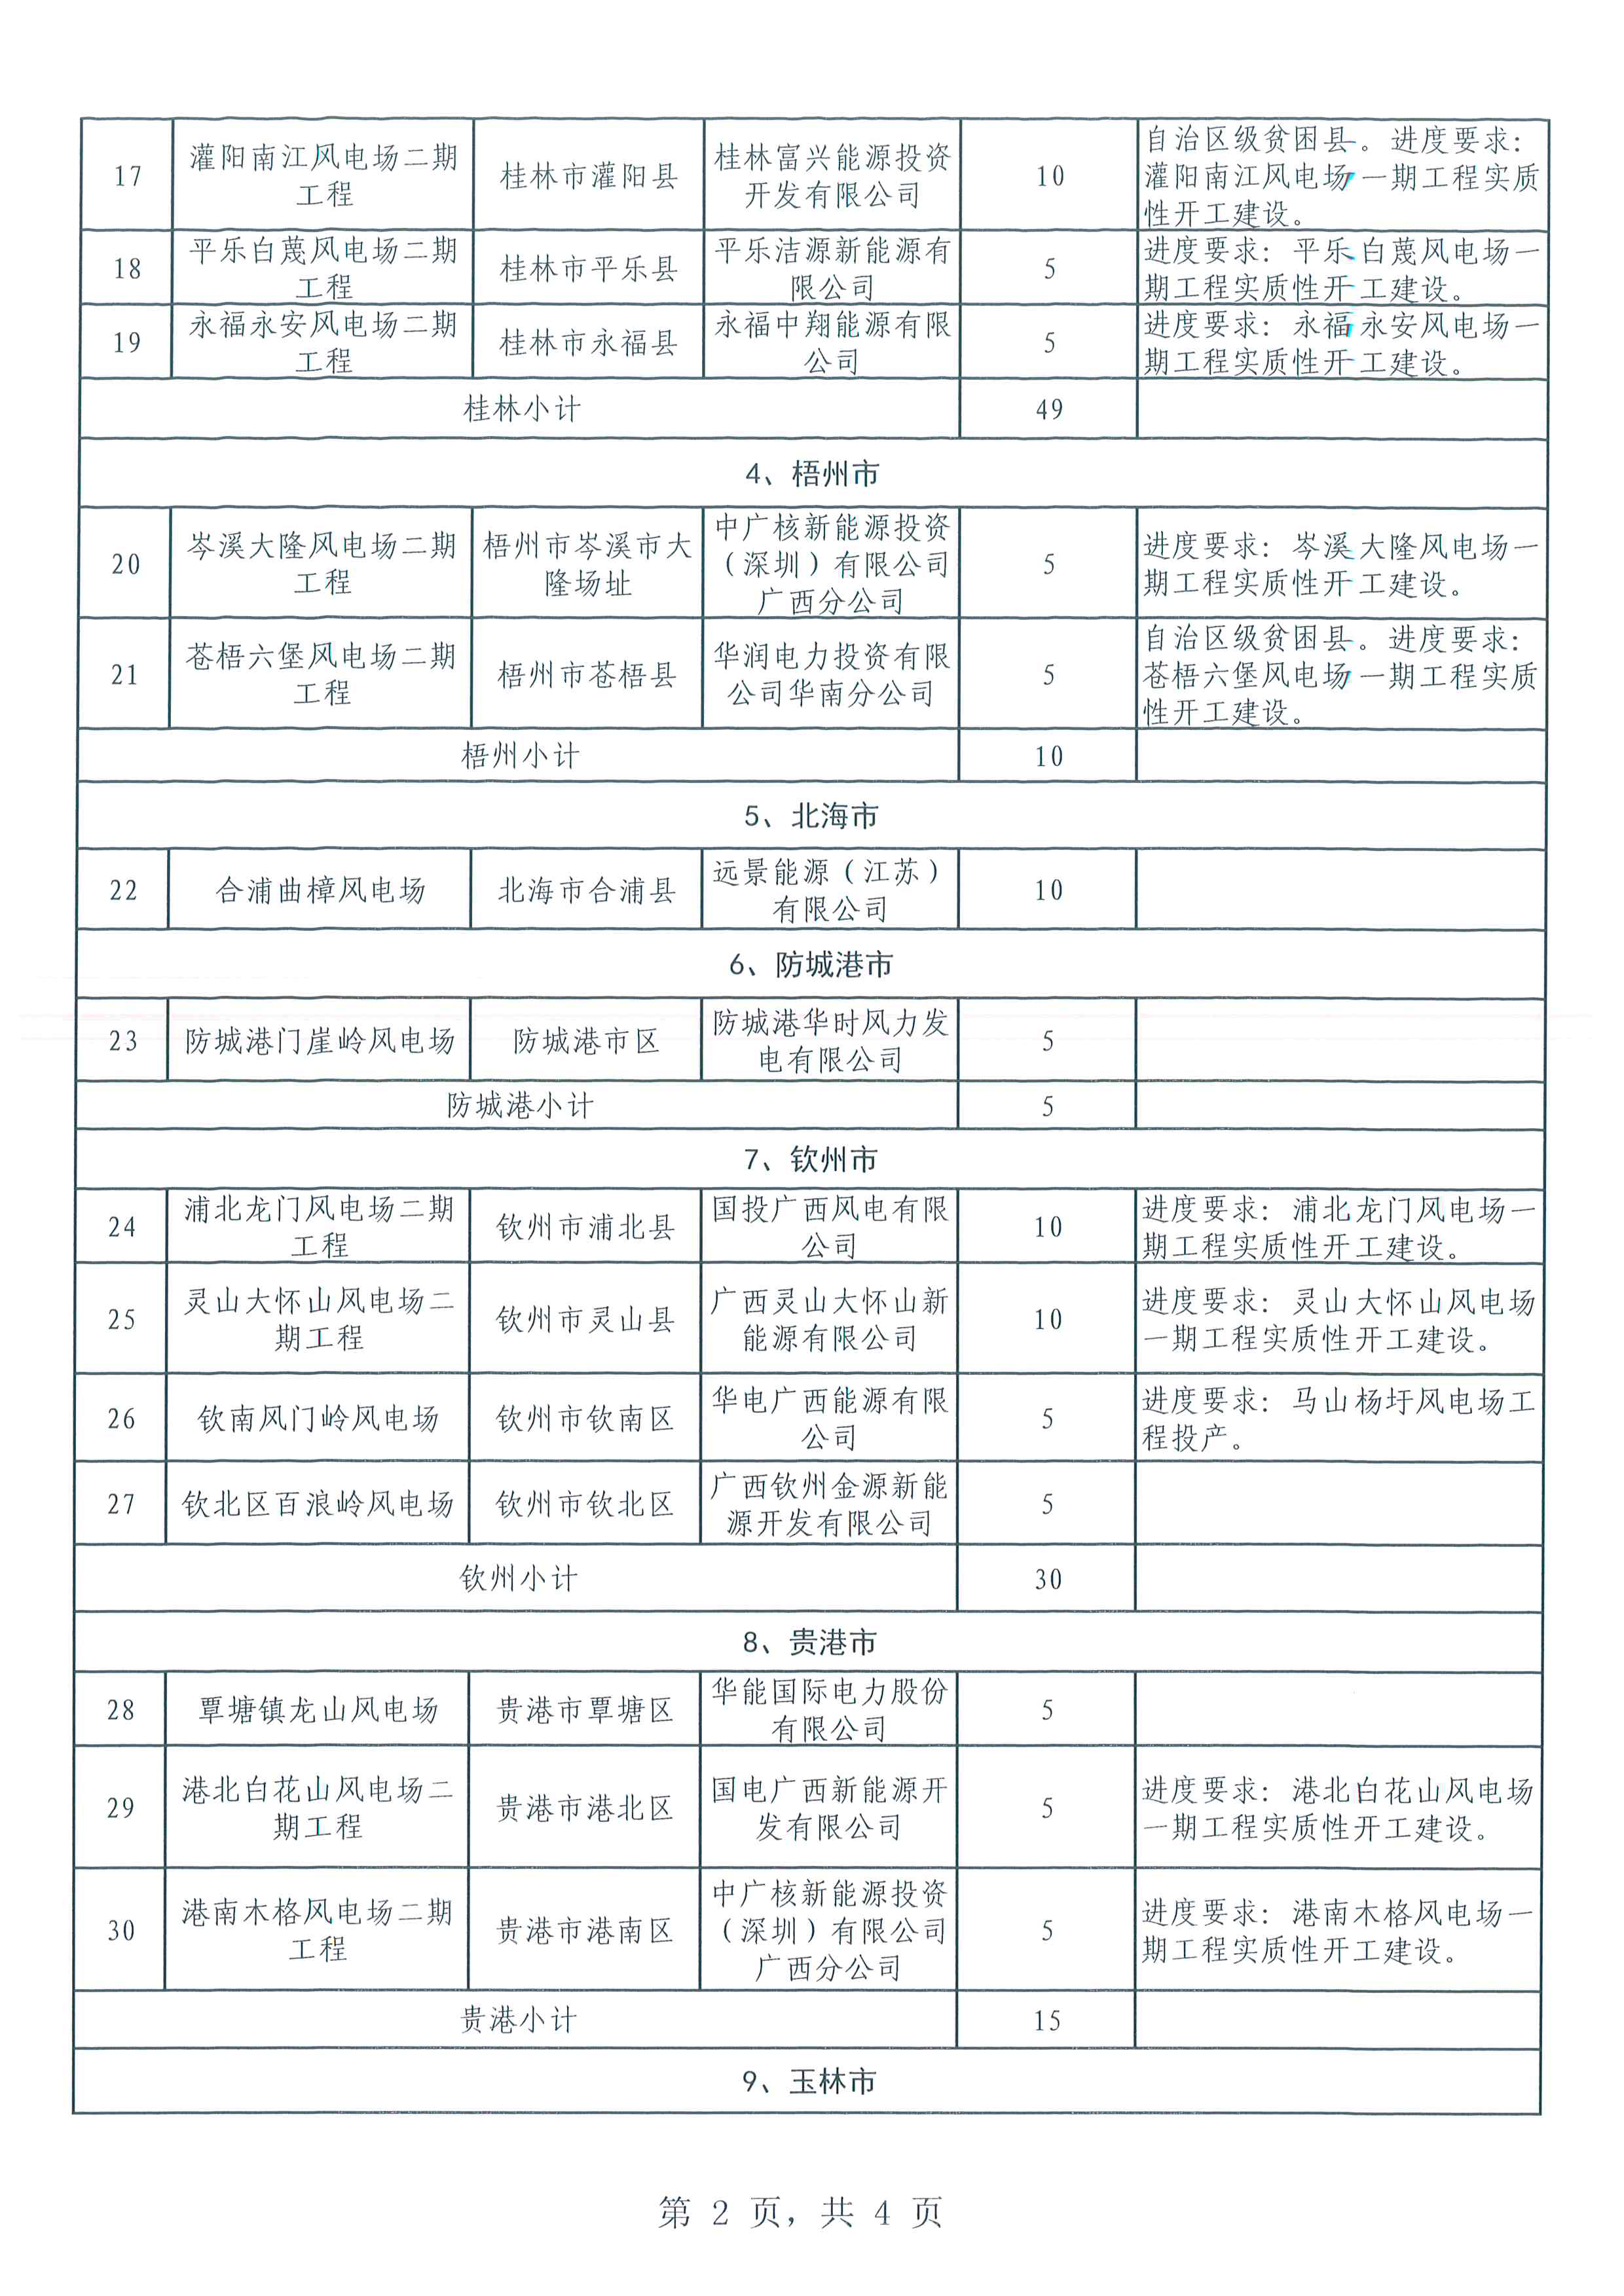 17
灌阳南江风电场二期
工程
桂林市灌阳县
桂林富兴能源投资
开发有限公司
10
自治区级贫困县。进度要求:
灌阳南江风电场一期工程实质
性开工建设。
18
平乐白蔑风电场二期
工程
桂林市平乐县
平乐洁源新能源有
限公司
5
进度要求:平乐白蔑风电场一
期工程实质性开工建设。
19
永福永安风电场二期
工程
桂林市永福县
永福中翔能源有限
公司
5
进度要求:永福永安风电场一
期工程实质性开工建设。
桂林小计
49
4、梧州市
20
岑溪大隆风电场二期
工程
梧州市岑溪市大
隆场址
中广核新能源投资
(深圳)有限公司
广西分公司
5
进度要求:岑溪大隆风电场一
期工程实质性开工建设。
21
苍梧六堡风电场二期
工程
梧州市苍梧县
华润电力投资有限
公司华南分公司
5
自治区级贫困县。进度要求:
苍梧六堡风电场一期工程实质
性开工建设。
梧州小计
10
5、北海市
22
合浦曲樟风电场
北海市合浦县
远景能源(江苏)
有限公司
10
6、防城港市
23
防城港门崖岭风电场
防城港市区
防城港华时风力发
电有限公司
5
防城港小计
5
7、钦州市
24
浦北龙门风电场二期
工程
钦州市浦北县
国投广西风电有限
公司
10
进度要求:浦北龙门风电场一
期工程实质性开工建设。
25
灵山大怀山风电场二
期工程
钦州市灵山县
广西灵山大怀山新
能源有限公司
10
进度要求:灵山大怀山风电场
一期工程实质性开工建设。
26
钦南风门岭风电场
钦州市钦南区
华电广西能源有限
公司
5
进度要求:马山杨圩风电场工
程投产。
27
钦北区百浪岭风电场
钦州市钦北区
广西钦州金源新能
源开发有限公司
5
钦州小计
30
8、贵港市
28
覃塘镇龙山风电场
贵港市覃塘区
华能国际电力股份
有限公司
5
29
港北白花山风电场二
期工程
贵港市港北区
国电广西新能源开
发有限公司
5
进度要求:港北白花山风电场
一期工程实质性开工建设。
30
港南木格风电场二期
工程
贵港市港南区
中广核新能源投资
(深圳)有限公司
广西分公司
5
进度要求:港南木格风电场一
期工程实质性开工建设。
贵港小计
15
9、玉林市
第 2 页,共 4 页